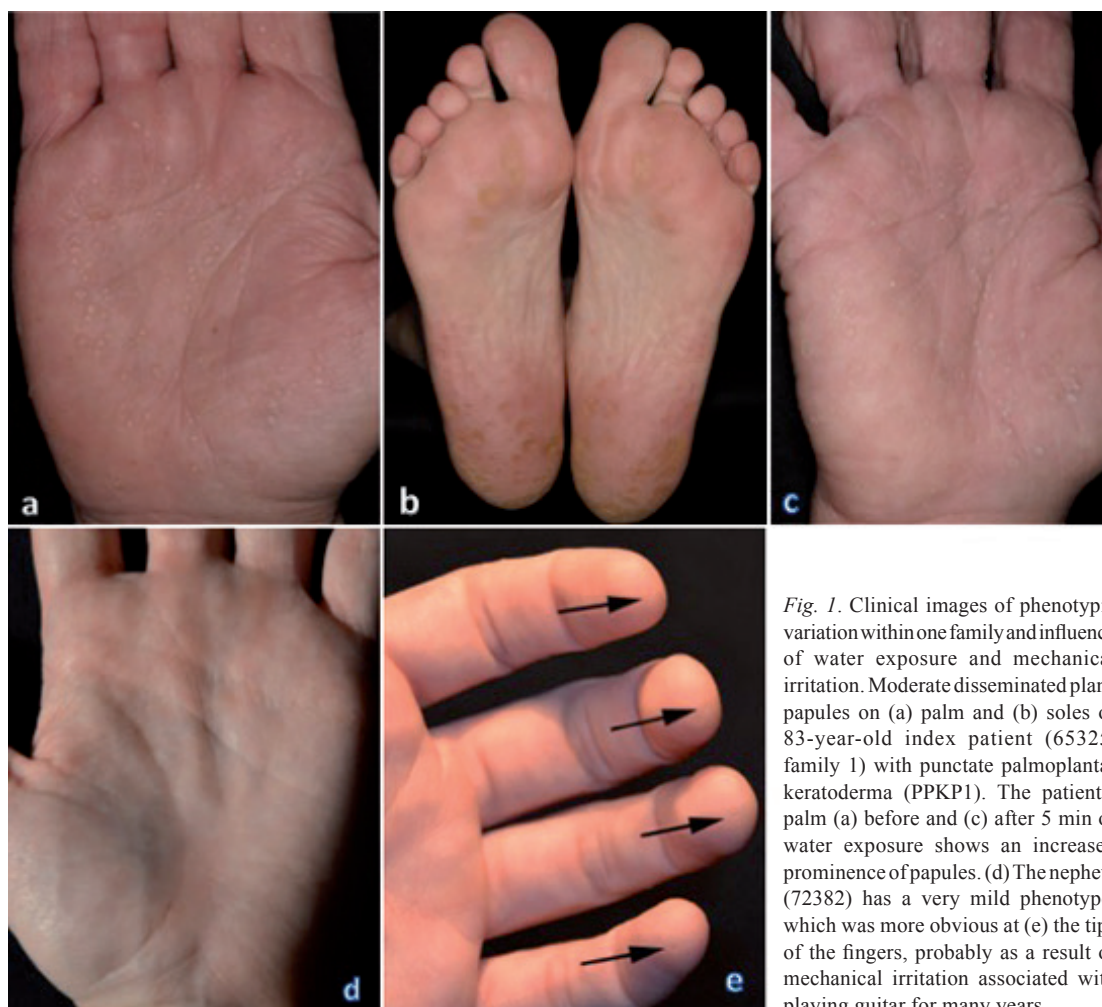 a
b
c
d
e
Fig. 1. Clinical images of phenotypi
variation within one family and influenc
of water exposure and mechanica
irritation. Moderate disseminated plan
papules on (a) palm and (b) soles o
83-year-old index patient (65325
family 1) with punctate palmoplanta
keratoderma (PPKP1). The patient
palm (a) before and (c) after 5 min o
water exposure shows an increase
prominence of papules. (d) The nephe
(72382) has a very mild phenotyp
which was more obvious at (e) the tip
of the fingers, probably as a result o
mechanical irritation associated wit
playing guitar for many years.